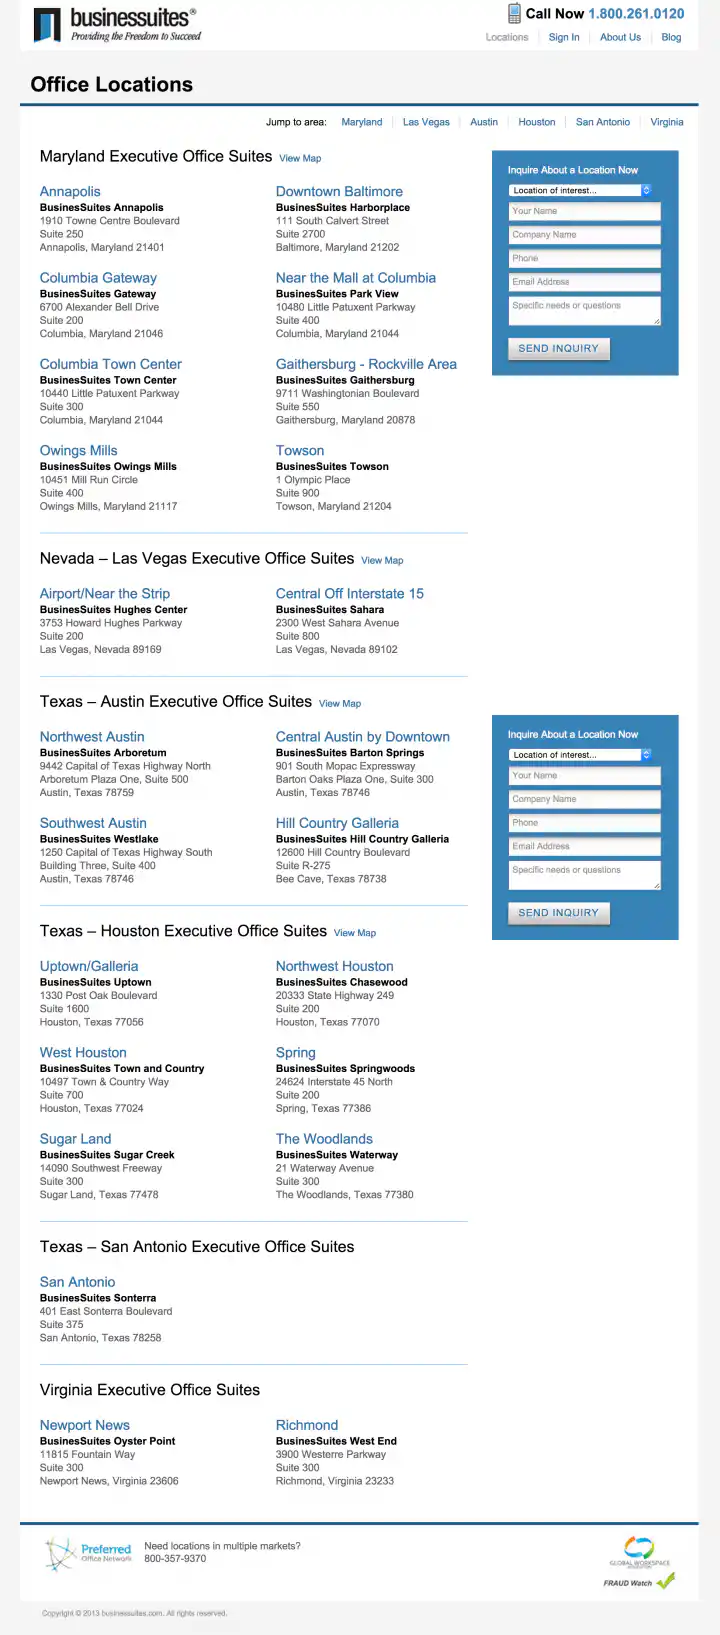 businessuites®
Providing the Freedom to Succeed
Call Now 1.800.261.0120
Locations Sign In About Us Blog
Office Locations
Jump to area: Maryland Las Vegas Austin Houston San Antonio Virginia
Maryland Executive Office Suites View Map
Annapolis
BusinesSuites Annapolis
1910 Towne Centre Boulevard
Suite 250
Annapolis, Maryland 21401
Downtown Baltimore
BusinesSuites Harborplace
111 South Calvert Street
Suite 2700
Baltimore, Maryland 21202
Columbia Gateway
BusinesSuites Gateway
6700 Alexander Bell Drive
Suite 200
Columbia, Maryland 21046
Near the Mall at Columbia
BusinesSuites Park View
10480 Little Patuxent Parkway
Suite 400
Columbia, Maryland 21044
Columbia Town Center
BusinesSuites Town Center
10440 Little Patuxent Parkway
Suite 300
Columbia, Maryland 21044
Gaithersburg - Rockville Area
BusinesSuites Gaithersburg
9711 Washingtonian Boulevard
Suite 550
Gaithersburg, Maryland 20878
Owings Mills
BusinesSuites Owings Mills
10451 Mill Run Circle
Suite 400
Owings Mills, Maryland 21117
Towson
BusinesSuites Towson
1 Olympic Place
Suite 900
Towson, Maryland 21204
Inquire About a Location Now
Location of interest...
Your Name
Company Name
Phone
Email Address
Specific needs or questions
SEND INQUIRY
Nevada – Las Vegas Executive Office Suites View Map
Airport/Near the Strip
BusinesSuites Hughes Center
3753 Howard Hughes Parkway
Suite 200
Las Vegas, Nevada 89169
Central Off Interstate 15
BusinesSuites Sahara
2300 West Sahara Avenue
Suite 800
Las Vegas, Nevada 89102
Texas – Austin Executive Office Suites View Map
Northwest Austin
BusinesSuites Arboretum
9442 Capital of Texas Highway North
Arboretum Plaza One, Suite 500
Austin, Texas 78759
Central Austin by Downtown
BusinesSuites Barton Springs
901 South Mopac Expressway
Barton Oaks Plaza One, Suite 300
Austin, Texas 78746
Southwest Austin
BusinesSuites Westlake
1250 Capital of Texas Highway South
Building Three, Suite 400
Austin, Texas 78746
Hill Country Galleria
BusinesSuites Hill Country Galleria
12600 Hill Country Boulevard
Suite R-275
Bee Cave, Texas 78738
Inquire About a Location Now
Location of interest...
Your Name
Company Name
Phone
Email Address
Specific needs or questions
SEND INQUIRY
Texas – Houston Executive Office Suites View Map
Uptown/Galleria
BusinesSuites Uptown
1330 Post Oak Boulevard
Suite 1600
Houston, Texas 77056
Northwest Houston
BusinesSuites Chasewood
20333 State Highway 249
Suite 200
Houston, Texas 77070
West Houston
BusinesSuites Town and Country
10497 Town & Country Way
Suite 700
Houston, Texas 77024
Spring
BusinesSuites Springwoods
24624 Interstate 45 North
Suite 200
Spring, Texas 77386
Sugar Land
BusinesSuites Sugar Creek
14090 Southwest Freeway
Suite 300
Sugar Land, Texas 77478
The Woodlands
BusinesSuites Waterway
21 Waterway Avenue
Suite 300
The Woodlands, Texas 77380
Texas – San Antonio Executive Office Suites
San Antonio
BusinesSuites Sonterra
401 East Sonterra Boulevard
Suite 375
San Antonio, Texas 78258
Virginia Executive Office Suites
Newport News
BusinesSuites Oyster Point
11815 Fountain Way
Suite 300
Newport News, Virginia 23606
Richmond
BusinesSuites West End
3900 Westerre Parkway
Suite 300
Richmond, Virginia 23233
Preferred
Office Network
Need locations in multiple markets?
800-357-9370
GLOBAL WORKSPACE
ASSOCIATION
FRAUD Watch
Copyright © 2013 businessuites.com. All rights reserved.